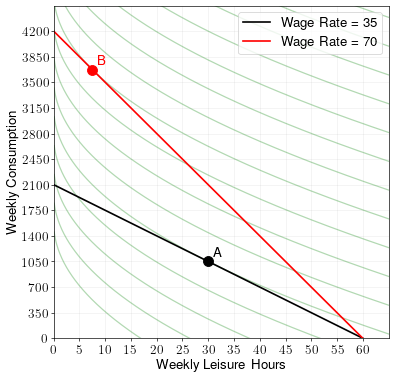 Wage Rate = 35
Wage Rate = 70
B
A
4200
3850
3500
3150
2800
2450
2100
1750
1400
1050
700
350
0
Weekly Consumption
0 5 10 15 20 25 30 35 40 45 50 55 60 65
Weekly Leisure Hours